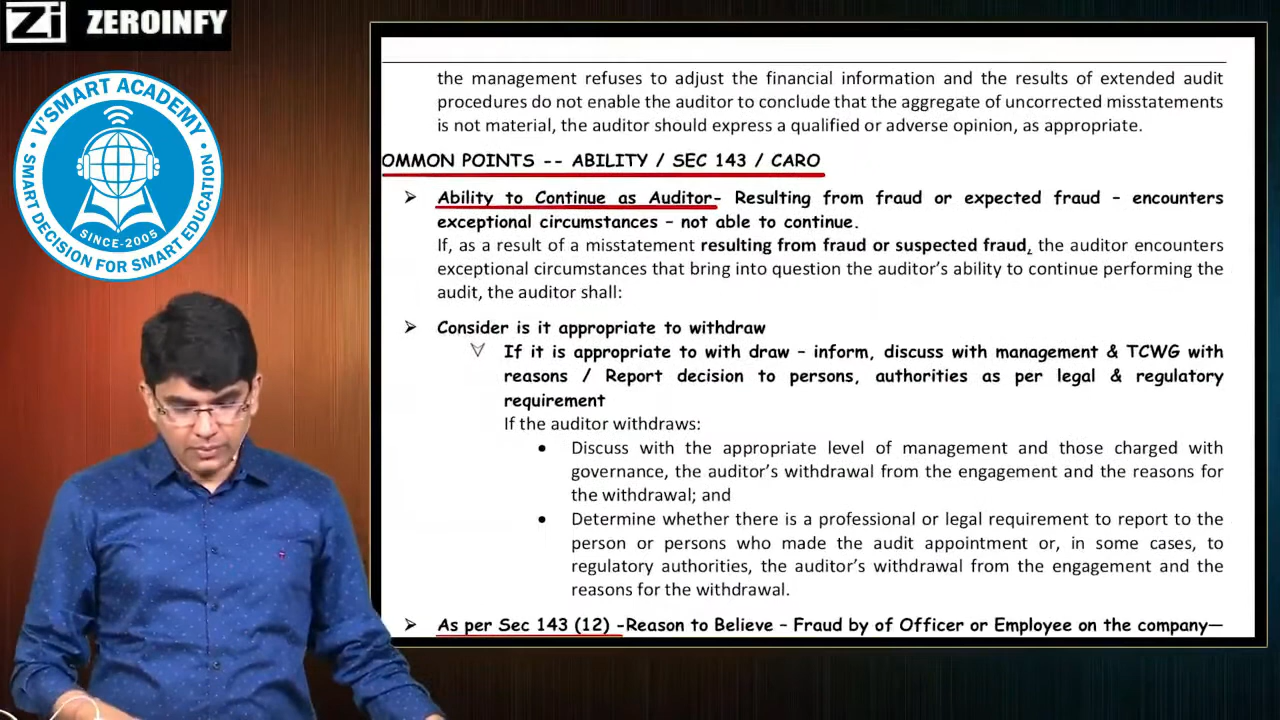 Zi ZEROINFY
V'SMART ACADEMY
SMART DECISION FOR SMART EDUCATION
SINCE-2005
the management refuses to adjust the financial information and the results of extended audit
procedures do not enable the auditor to conclude that the aggregate of uncorrected misstatements
is not material, the auditor should express a qualified or adverse opinion, as appropriate.
OMMON POINTS -- ABILITY / SEC 143 / CARO
➢ Ability to Continue as Auditor- Resulting from fraud or expected fraud – encounters
exceptional circumstances – not able to continue.
If, as a result of a misstatement resulting from fraud or suspected fraud, the auditor encounters
exceptional circumstances that bring into question the auditor's ability to continue performing the
audit, the auditor shall:
➢ Consider is it appropriate to withdraw
If it is appropriate to with draw – inform, discuss with management & TCWG with
reasons / Report decision to persons, authorities as per legal & regulatory
requirement
If the auditor withdraws:
• Discuss with the appropriate level of management and those charged with
governance, the auditor's withdrawal from the engagement and the reasons for
the withdrawal; and
• Determine whether there is a professional or legal requirement to report to the
person or persons who made the audit appointment or, in some cases, to
regulatory authorities, the auditor's withdrawal from the engagement and the
reasons for the withdrawal.
➢ As per Sec 143 (12) -Reason to Believe – Fraud by of Officer or Employee on the company—